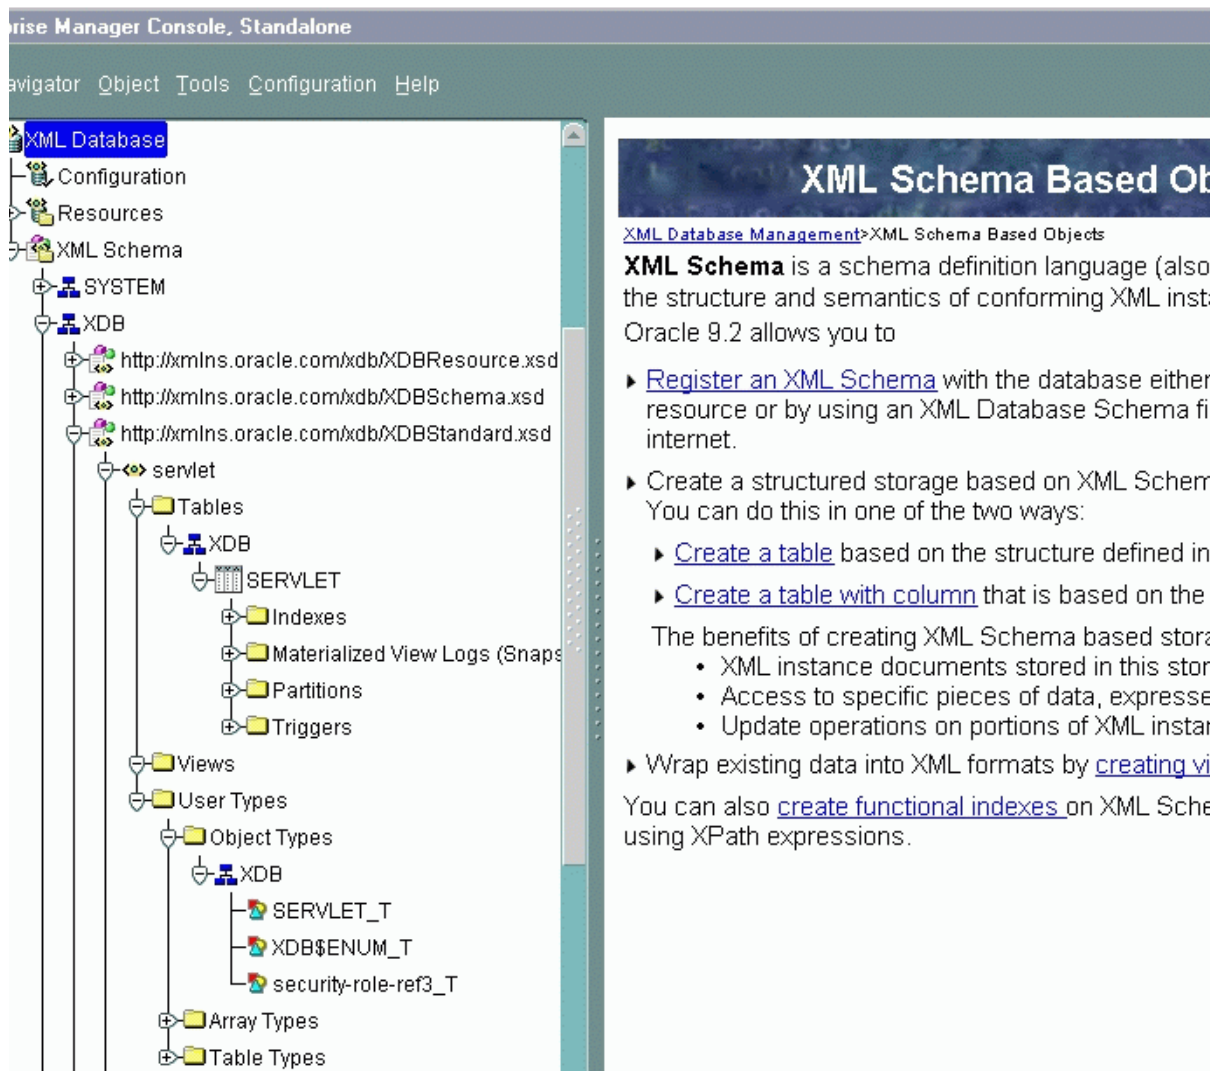 rise Manager Console, Standalone
avigator Object Tools Configuration Help
XML Database
Configuration
Resources
XML Schema
SYSTEM
XDB
http://xmlns.oracle.com/xdb/XDBResource.xsd
http://xmlns.oracle.com/xdb/XDBSchema.xsd
http://xmlns.oracle.com/xdb/XDBStandard.xsd
servlet
Tables
XDB
SERVLET
Indexes
Materialized View Logs (Snaps
Partitions
Triggers
Views
User Types
Object Types
XDB
SERVLET_T
XDB$ENUM_T
security-role-ref3_T
Array Types
Table Types
XML Schema Based Ob
XML Database Management>XML Schema Based Objects
XML Schema is a schema definition language (also
the structure and semantics of conforming XML inst
Oracle 9.2 allows you to
Register an XML Schema with the database either
resource or by using an XML Database Schema fi
internet.
Create a structured storage based on XML Schem
You can do this in one of the two ways:
Create a table based on the structure defined in
Create a table with column that is based on the
The benefits of creating XML Schema based stora
• XML instance documents stored in this stor
• Access to specific pieces of data, expresse
• Update operations on portions of XML instan
Wrap existing data into XML formats by creating vi
You can also create functional indexes on XML Sche
using XPath expressions.